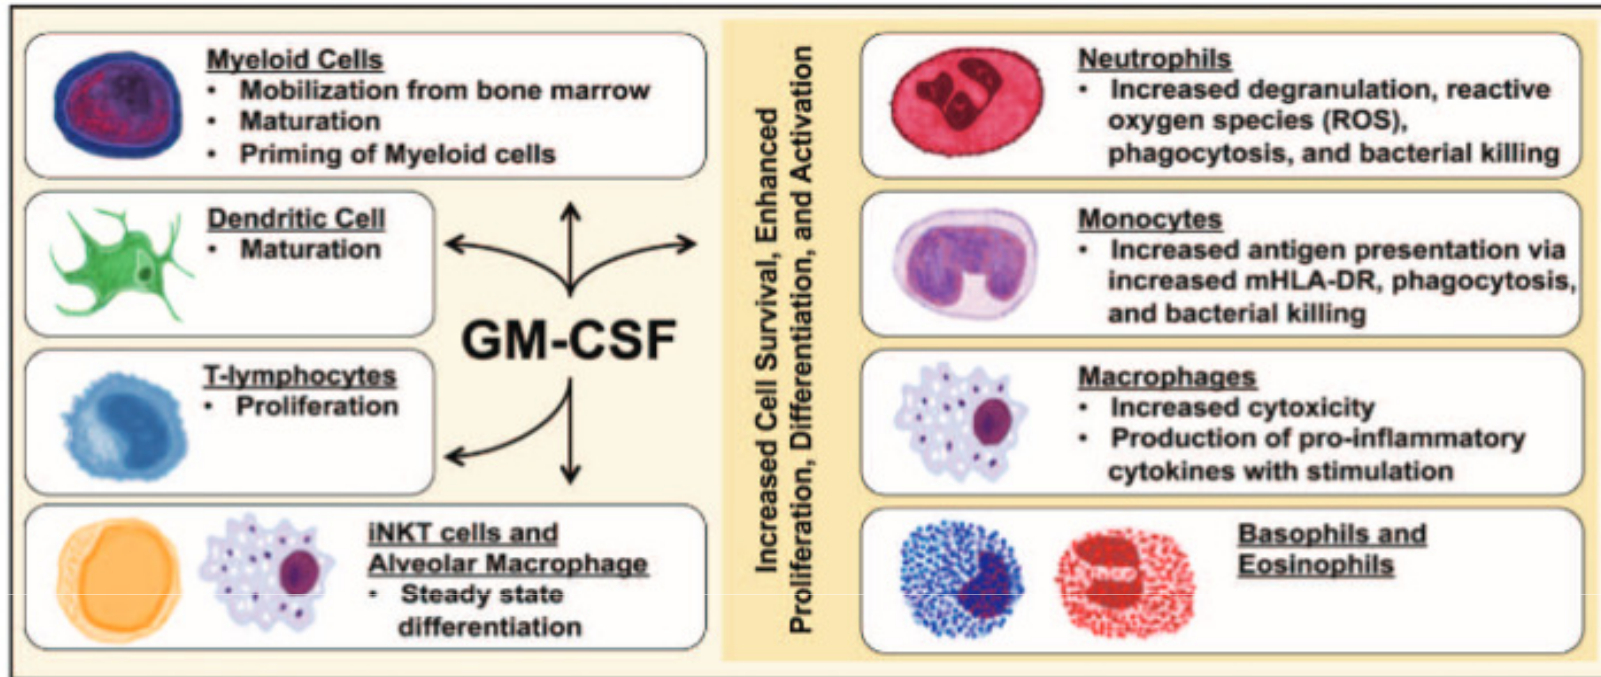 Myeloid Cells
• Mobilization from bone marrow
• Maturation
• Priming of Myeloid cells
Dendritic Cell
• Maturation
GM-CSF
T-lymphocytes
• Proliferation
iNKT cells and
Alveolar Macrophage
• Steady state
differentiation
Increased Cell Survival, Enhanced
Proliferation, Differentiation, and Activation
Neutrophils
• Increased degranulation, reactive
oxygen species (ROS),
phagocytosis, and bacterial killing
Monocytes
• Increased antigen presentation via
increased mHLA-DR, phagocytosis,
and bacterial killing
Macrophages
• Increased cytoxicity
• Production of pro-inflammatory
cytokines with stimulation
Basophils and
Eosinophils